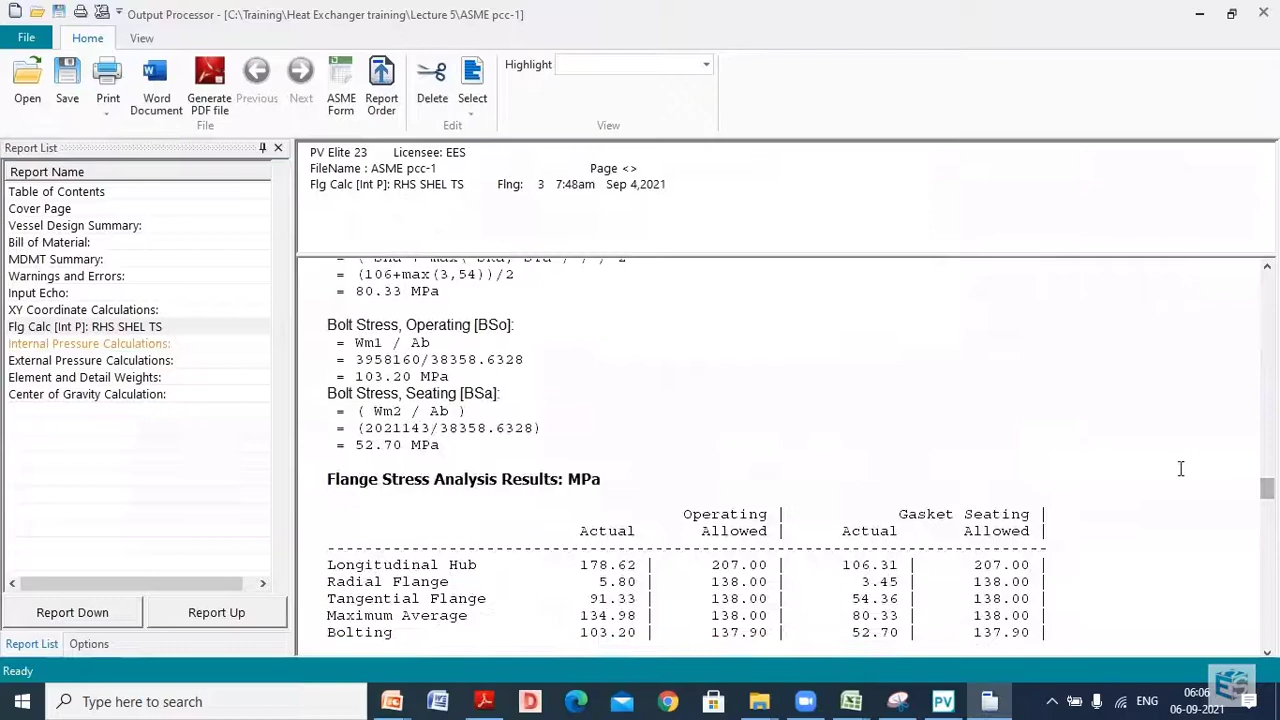 Output Processor - [C:\Training\Heat Exchanger training\Lecture 5\ASME pcc-1]
File
Home
View
Open
Save
Print
Word Document
Generate PDF file
Previous
Next
ASME Form
Report Order
Delete
Select
Highlight
File
Edit
View
Report List
Report Name
Table of Contents
Cover Page
Vessel Design Summary:
Bill of Material:
MDMT Summary:
Warnings and Errors:
Input Echo:
XY Coordinate Calculations:
Flg Calc [Int P]: RHS SHEL TS
Internal Pressure Calculations:
External Pressure Calculations:
Element and Detail Weights:
Center of Gravity Calculation:
Report Down
Report Up
Report List
Options
PV Elite 23 Licensee: EES
FileName : ASME pcc-1 Page <>
Flg Calc [Int P]: RHS SHEL TS Flng: 3 7:48am Sep 4,2021
= (106+max(3,54))/2
= 80.33 MPa
Bolt Stress, Operating [BSo]:
= Wm1 / Ab
= 3958160/38358.6328
= 103.20 MPa
Bolt Stress, Seating [BSa]:
= ( Wm2 / Ab )
= (2021143/38358.6328)
= 52.70 MPa
Flange Stress Analysis Results: MPa
Operating | Gasket Seating |
Actual Allowed | Actual Allowed |
Longitudinal Hub 178.62 | 207.00 | 106.31 | 207.00 |
Radial Flange 5.80 | 138.00 | 3.45 | 138.00 |
Tangential Flange 91.33 | 138.00 | 54.36 | 138.00 |
Maximum Average 134.98 | 138.00 | 80.33 | 138.00 |
Bolting 103.20 | 137.90 | 52.70 | 137.90 |
Ready
Type here to search
PV
ENG
06:06
06-09-2021